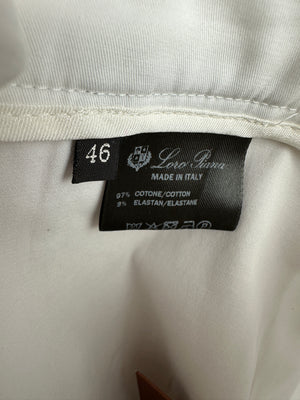 46
Loro Piana
MADE IN ITALY
97% COTONE/COTTON
3% ELASTAN/ELASTANE